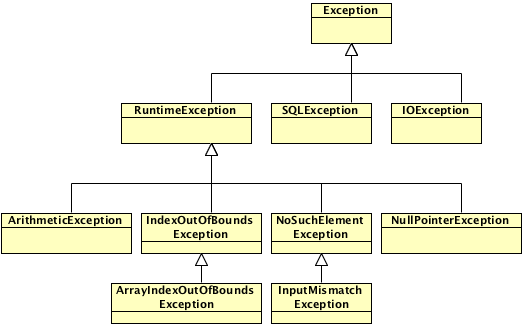 Exception
RuntimeException
SQLException
IOException
ArithmeticException
IndexOutOfBounds
Exception
NoSuchElement
Exception
NullPointerException
ArrayIndexOutOfBounds
Exception
InputMismatch
Exception